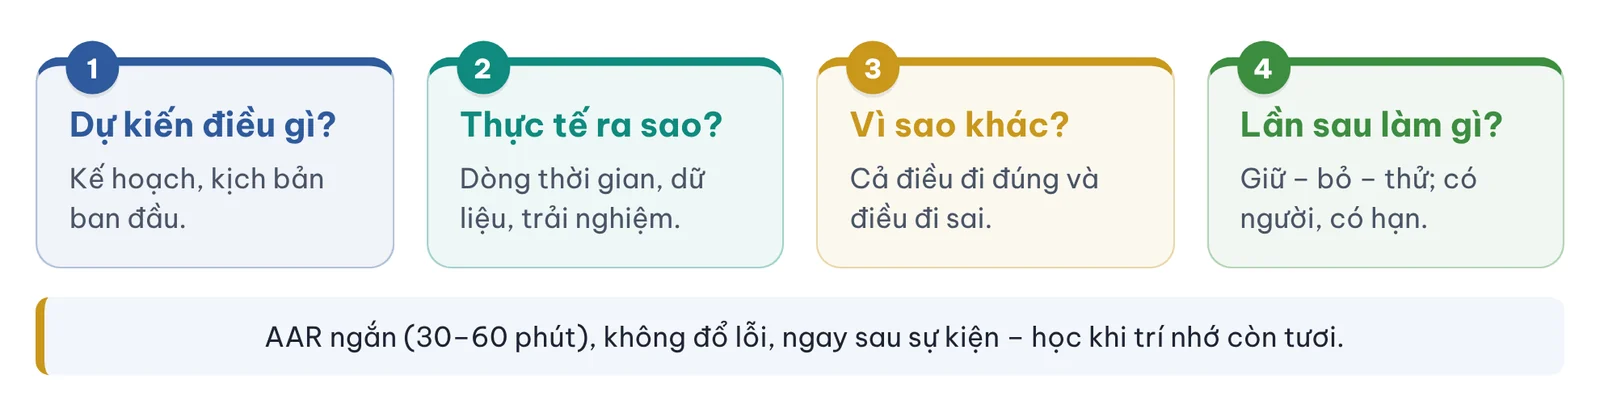 1
Dự kiến điều gì?
Kế hoạch, kịch bản
ban đầu.
2
Thực tế ra sao?
Dòng thời gian, dữ
liệu, trải nghiệm.
3
Vì sao khác?
Cả điều đi đúng và
điều đi sai.
4
Lần sau làm gì?
Giữ – bỏ – thử; có
người, có hạn.
AAR ngắn (30–60 phút), không đổ lỗi, ngay sau sự kiện – học khi trí nhớ còn tươi.